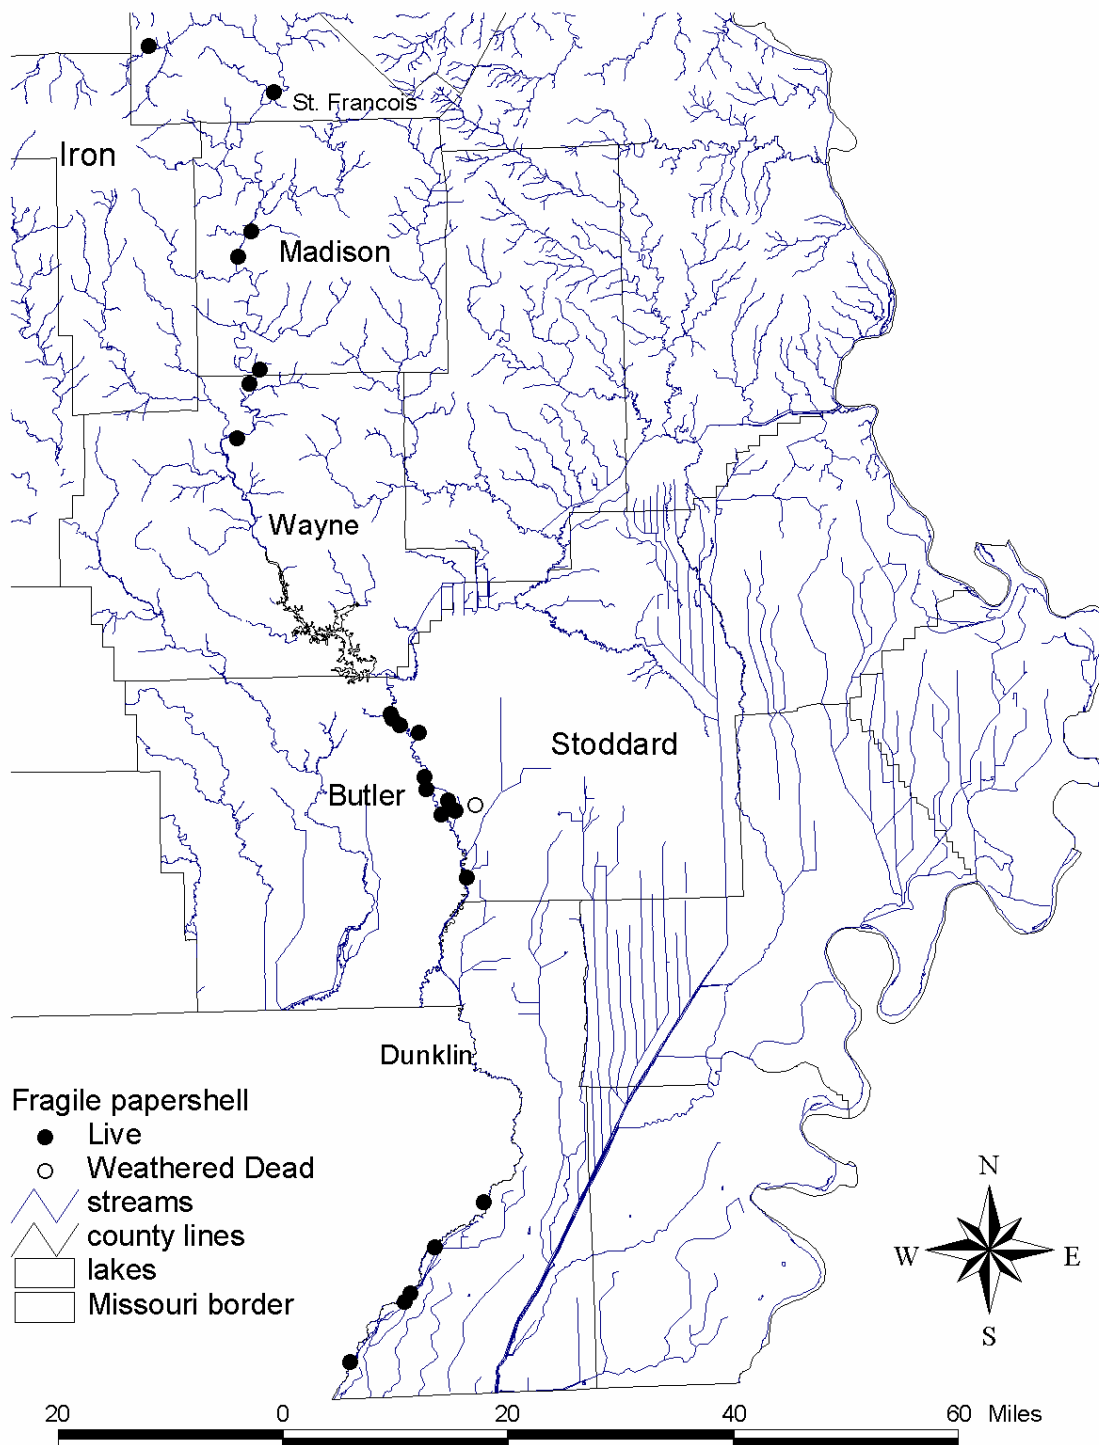 St. Francois
Iron
Madison
Wayne
Stoddard
Butler
Dunklin
Fragile papershell
Live
Weathered Dead
streams
county lines
lakes
Missouri border
N
W E
S
20 0 20 40 60 Miles